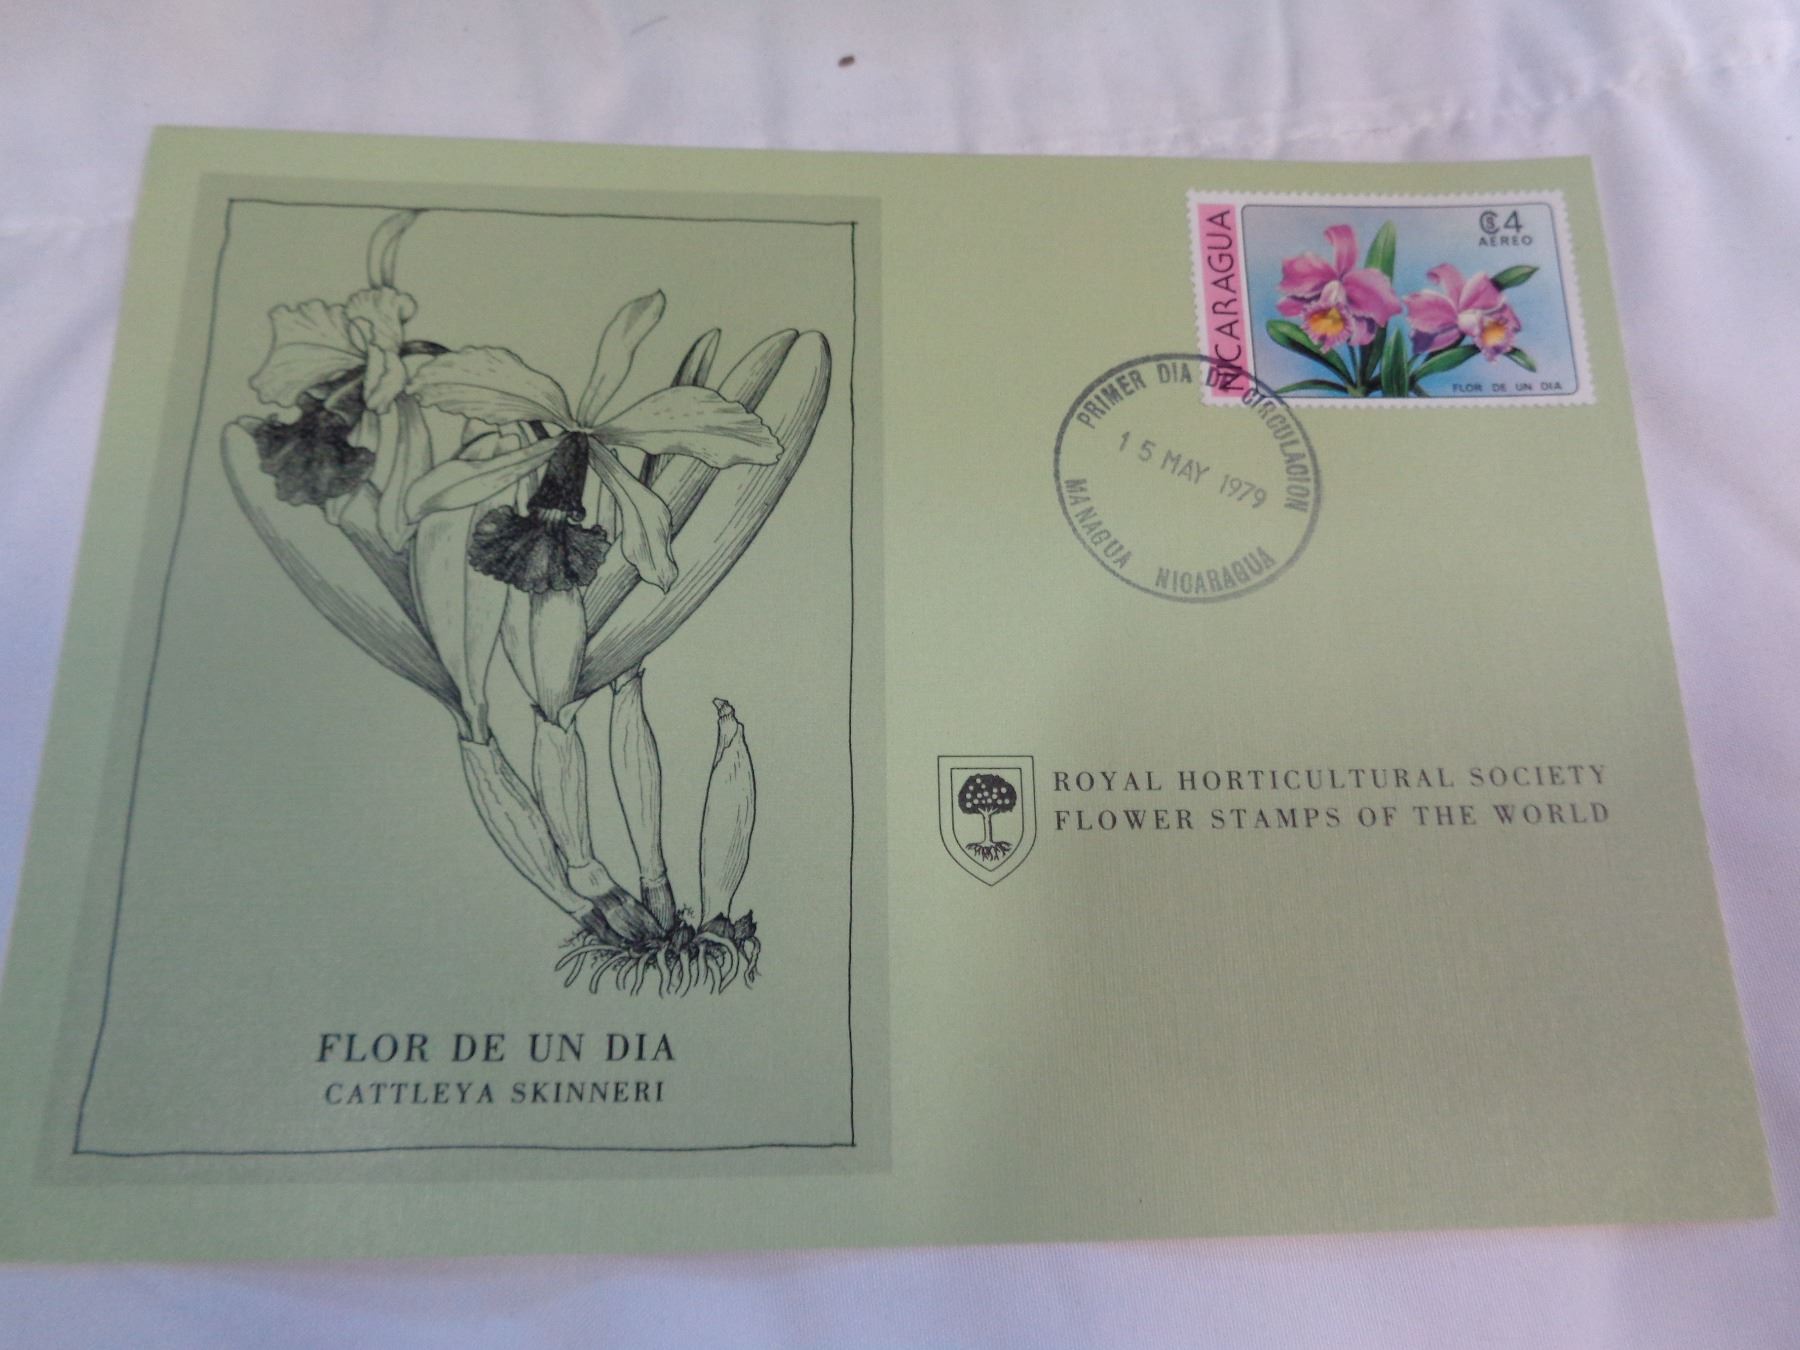 NICARAGUA
C$4
AEREO
FLOR DE UN DIA
PRIMER DIA DE CIRCULACION
15 MAY 1979
MANAGUA NICARAGUA
ROYAL HORTICULTURAL SOCIETY
FLOWER STAMPS OF THE WORLD
FLOR DE UN DIA
CATTLEYA SKINNERI